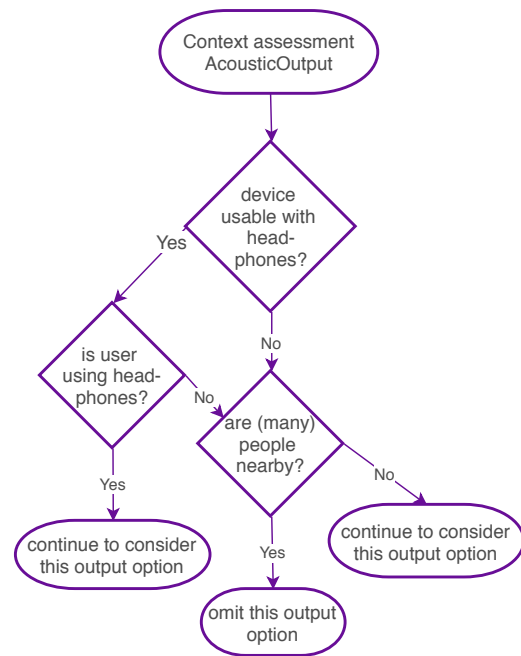 Context assessment
AcousticOutput
device
usable with
head-
phones?
Yes
No
is user
using head-
phones?
No
are (many)
people
nearby?
No
Yes
continue to consider
this output option
continue to consider
this output option
Yes
omit this output
option